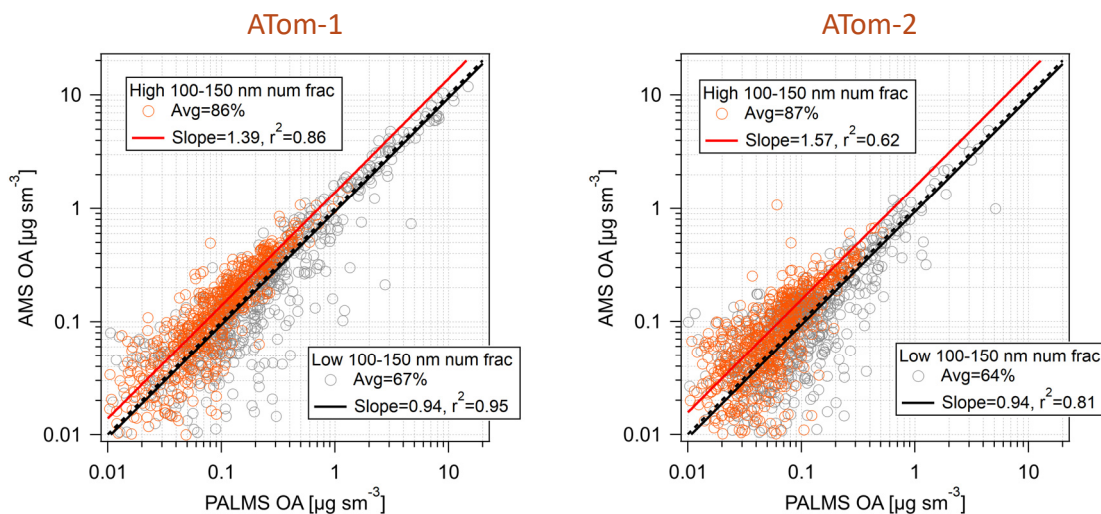 ATom-1
High 100-150 nm num frac
Avg=86%
Slope=1.39, r²=0.86
Low 100-150 nm num frac
Avg=67%
Slope=0.94, r²=0.95
AMS OA [µg sm⁻³]
10
1
0.1
0.01
0.01 0.1 1 10
PALMS OA [µg sm⁻³]
ATom-2
High 100-150 nm num frac
Avg=87%
Slope=1.57, r²=0.62
Low 100-150 nm num frac
Avg=64%
Slope=0.94, r²=0.81
AMS OA [µg sm⁻³]
10
1
0.1
0.01
0.01 0.1 1 10
PALMS OA [µg sm⁻³]